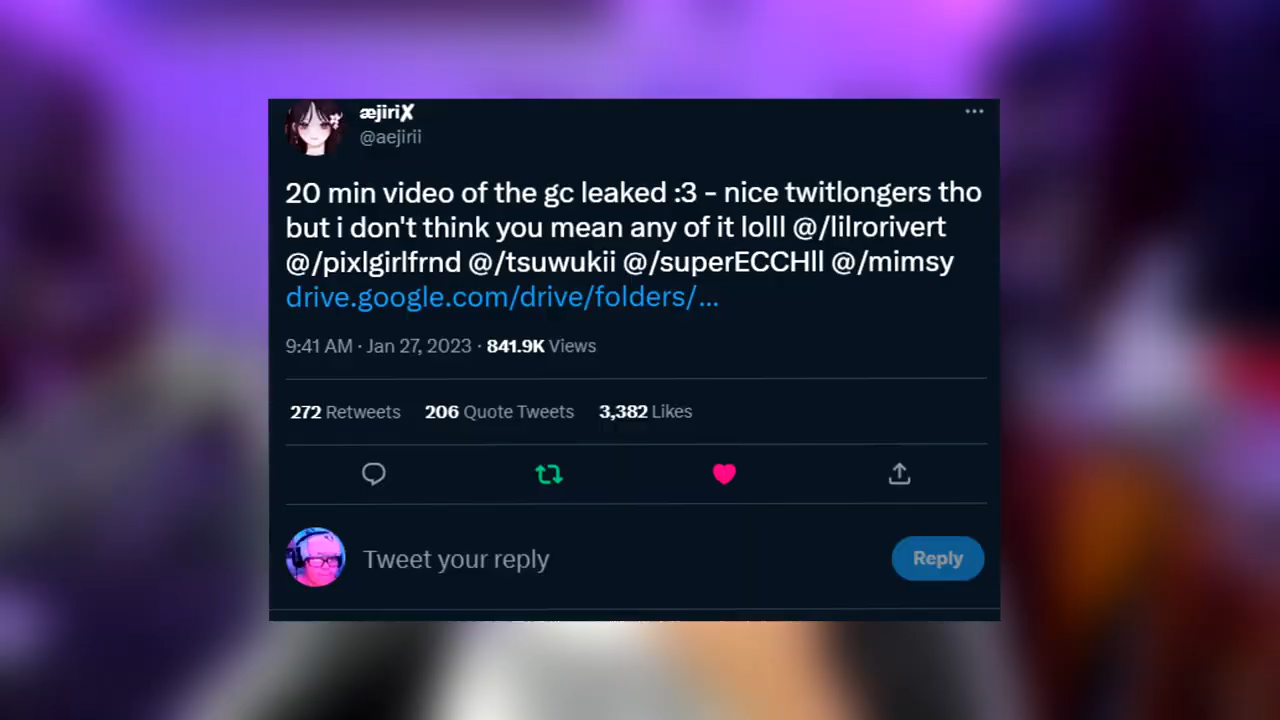 æjiriX
@aejirii
20 min video of the gc leaked :3 - nice twitlongers tho
but i don't think you mean any of it lolll @/lilrorivert
@/pixlgirlfrnd @/tsuwukii @/superECCHIl @/mimsy
drive.google.com/drive/folders/...
9:41 AM · Jan 27, 2023 · 841.9K Views
272 Retweets 206 Quote Tweets 3,382 Likes
Tweet your reply
Reply